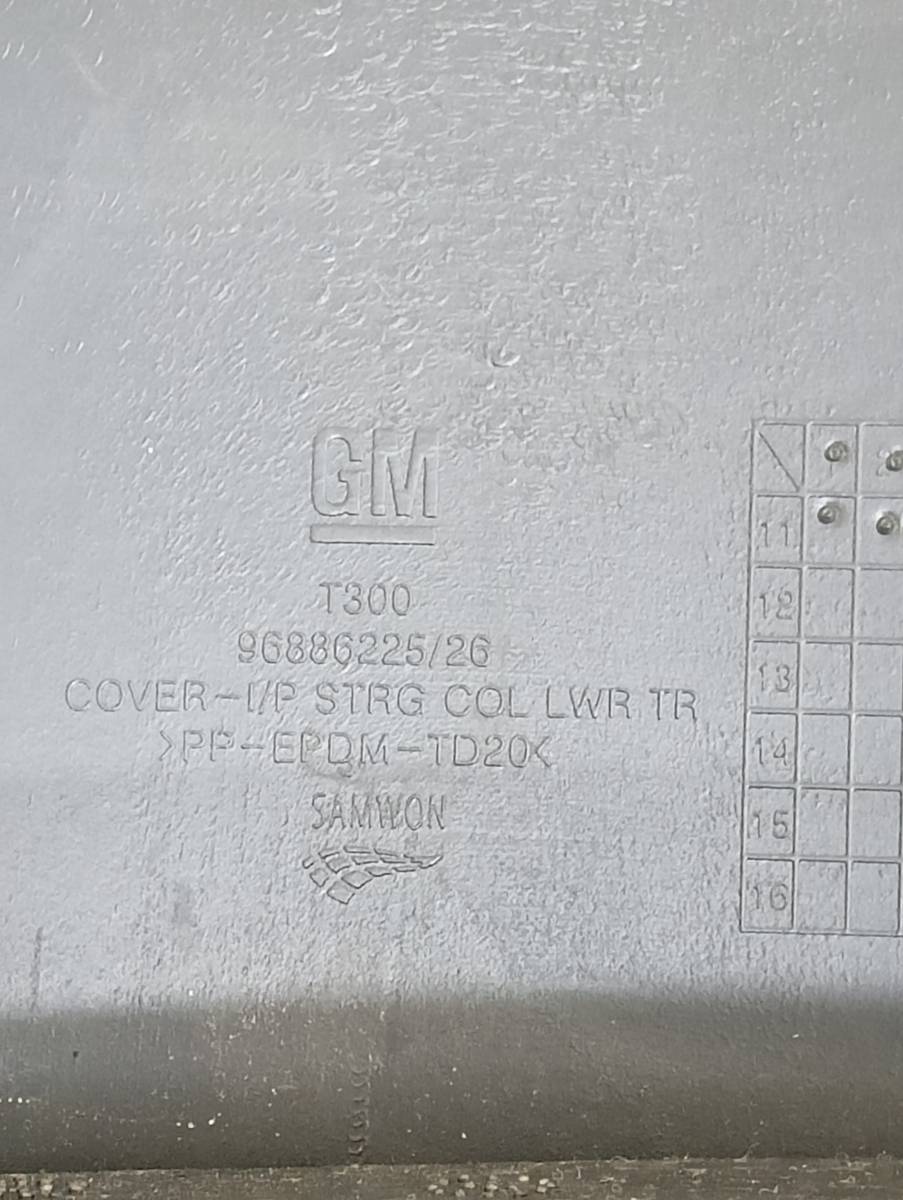 GM
T300
96886225/26
COVER-I/P STRG COL LWR TR
>PP-EPDM-TD20<
SAMWON
11
12
13
14
15
16